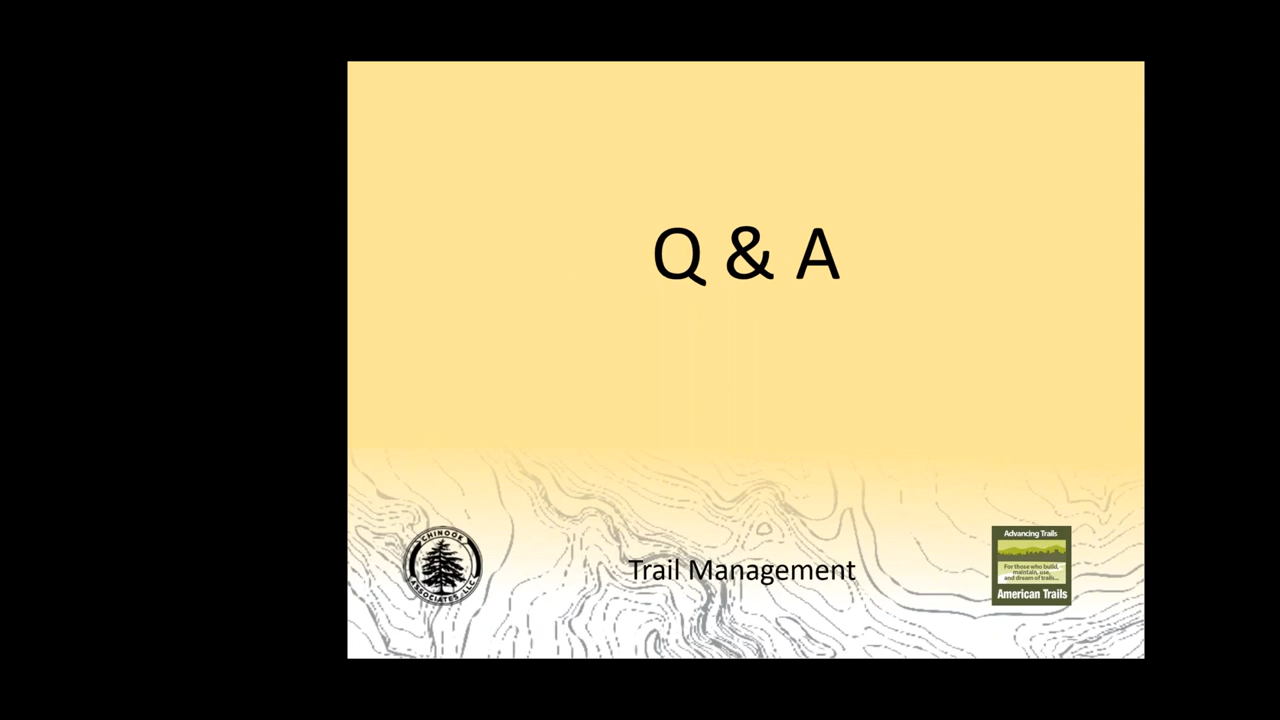 Q & A
CHINOOK
ASSOCIATES, LLC
Trail Management
Advancing Trails
For those who build,
maintain, use,
and dream of trails...
American Trails